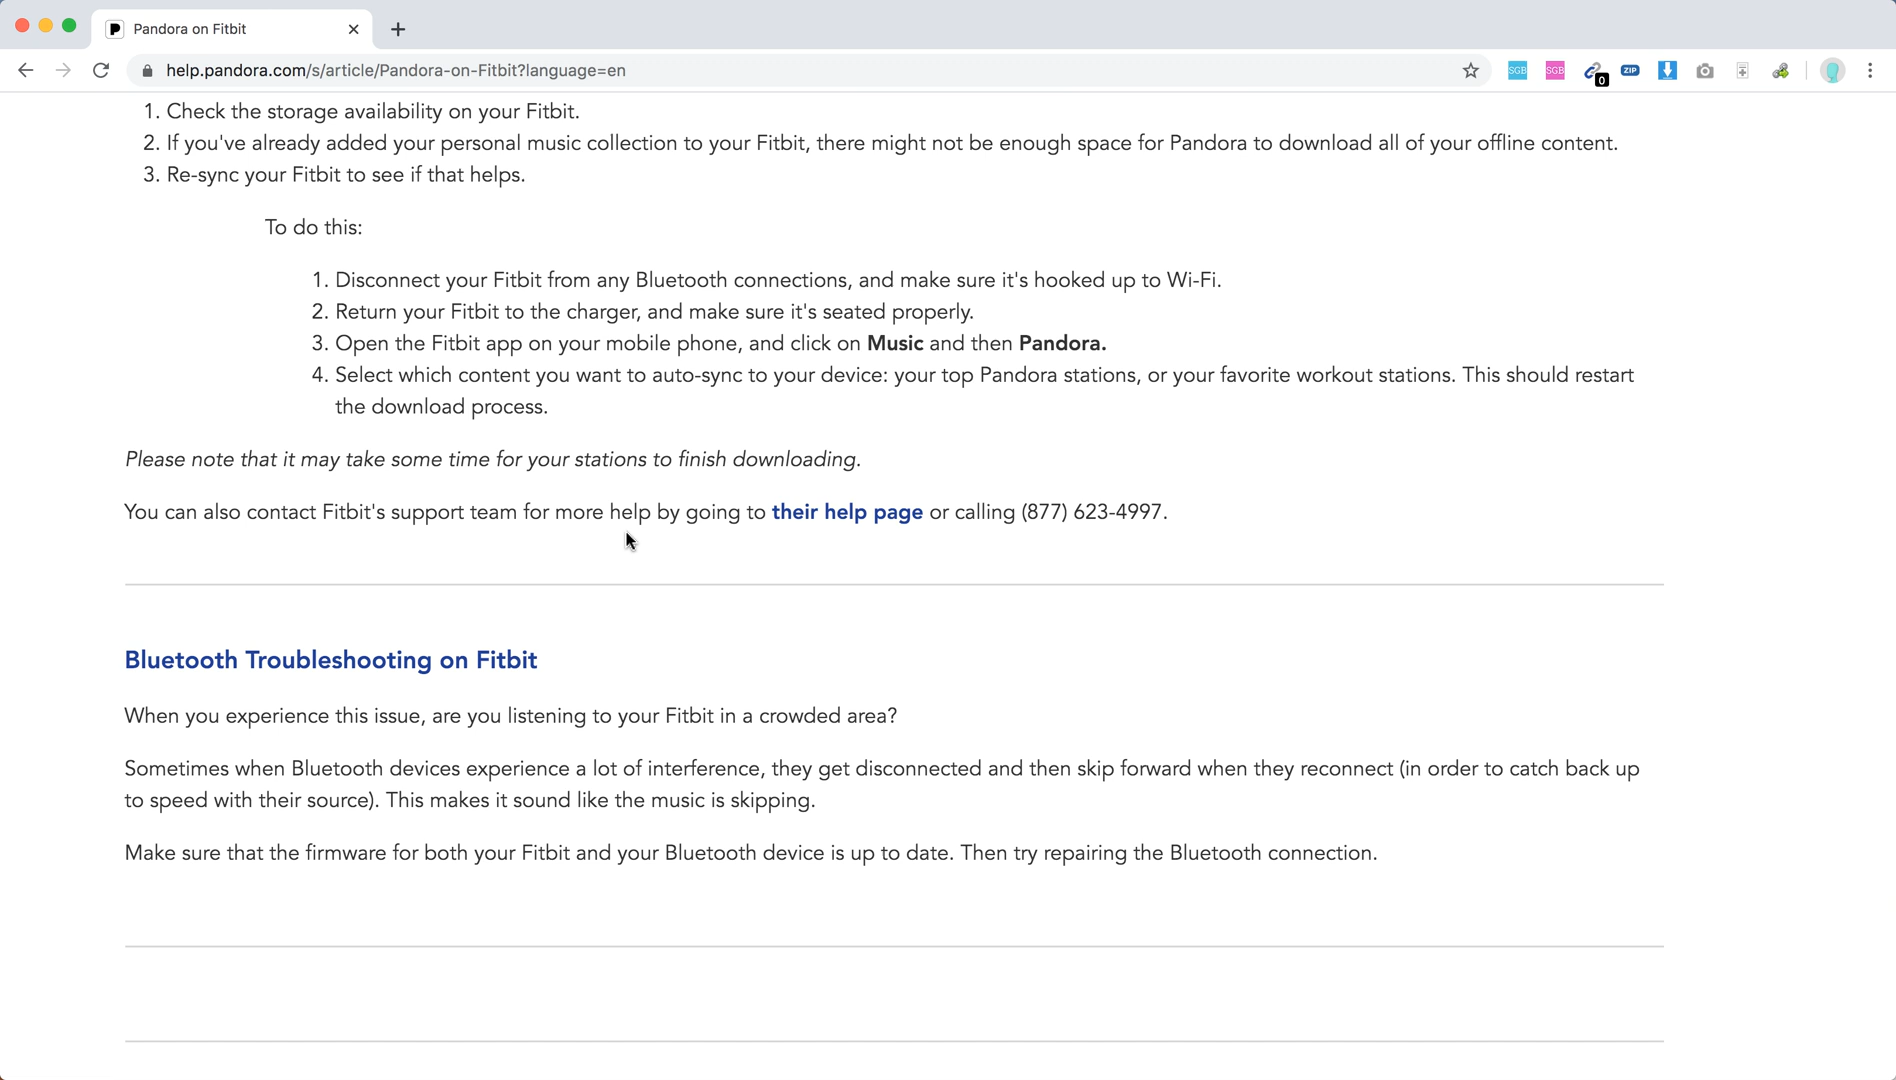 Pandora on Fitbit
help.pandora.com/s/article/Pandora-on-Fitbit?language=en
SGB
SGB
0
ZIP
1. Check the storage availability on your Fitbit.
2. If you've already added your personal music collection to your Fitbit, there might not be enough space for Pandora to download all of your offline content.
3. Re-sync your Fitbit to see if that helps.
To do this:
1. Disconnect your Fitbit from any Bluetooth connections, and make sure it's hooked up to Wi-Fi.
2. Return your Fitbit to the charger, and make sure it's seated properly.
3. Open the Fitbit app on your mobile phone, and click on Music and then Pandora.
4. Select which content you want to auto-sync to your device: your top Pandora stations, or your favorite workout stations. This should restart
the download process.
Please note that it may take some time for your stations to finish downloading.
You can also contact Fitbit's support team for more help by going to their help page or calling (877) 623-4997.
Bluetooth Troubleshooting on Fitbit
When you experience this issue, are you listening to your Fitbit in a crowded area?
Sometimes when Bluetooth devices experience a lot of interference, they get disconnected and then skip forward when they reconnect (in order to catch back up
to speed with their source). This makes it sound like the music is skipping.
Make sure that the firmware for both your Fitbit and your Bluetooth device is up to date. Then try repairing the Bluetooth connection.